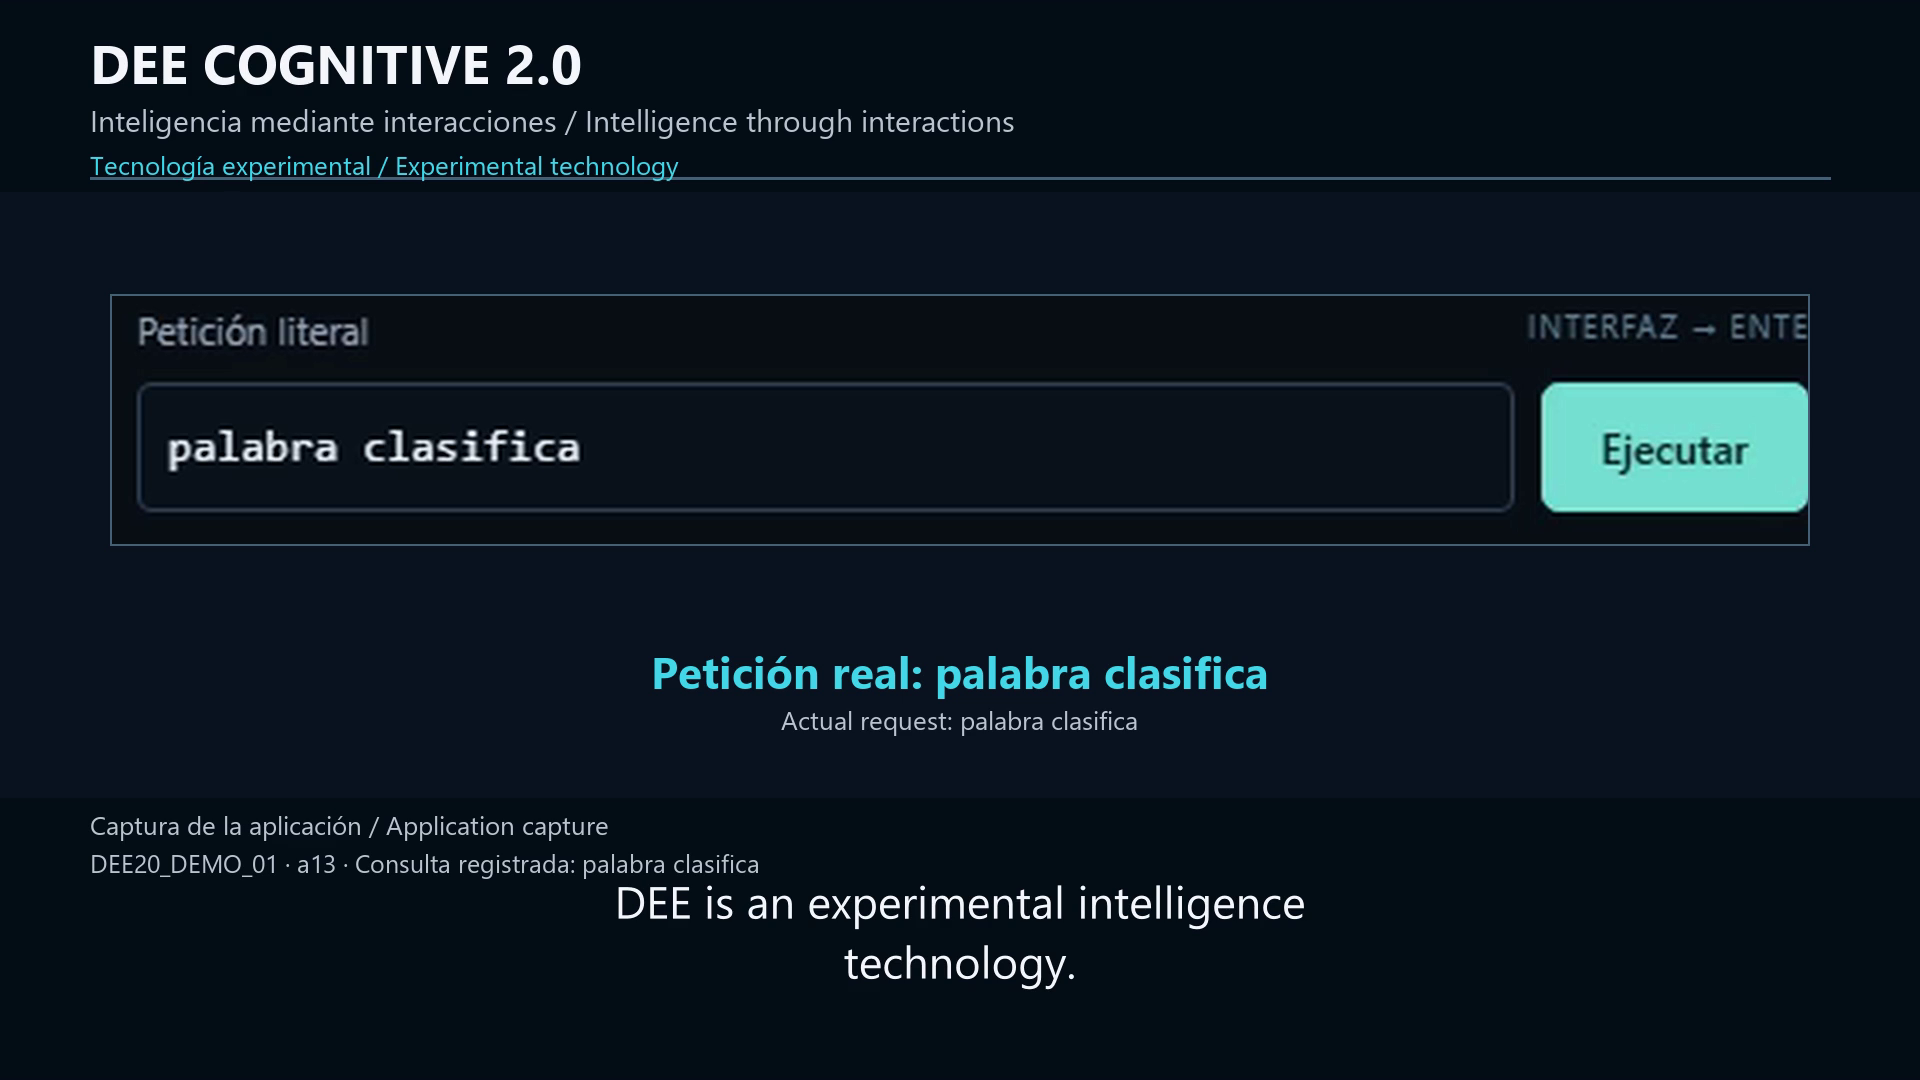 DEE COGNITIVE 2.0
Inteligencia mediante interacciones / Intelligence through interactions
Tecnología experimental / Experimental technology
Petición literal
INTERFAZ → ENTE
palabra clasifica
Ejecutar
Petición real: palabra clasifica
Actual request: palabra clasifica
Captura de la aplicación / Application capture
DEE20_DEMO_01 · a13 · Consulta registrada: palabra clasifica
DEE is an experimental intelligence
technology.